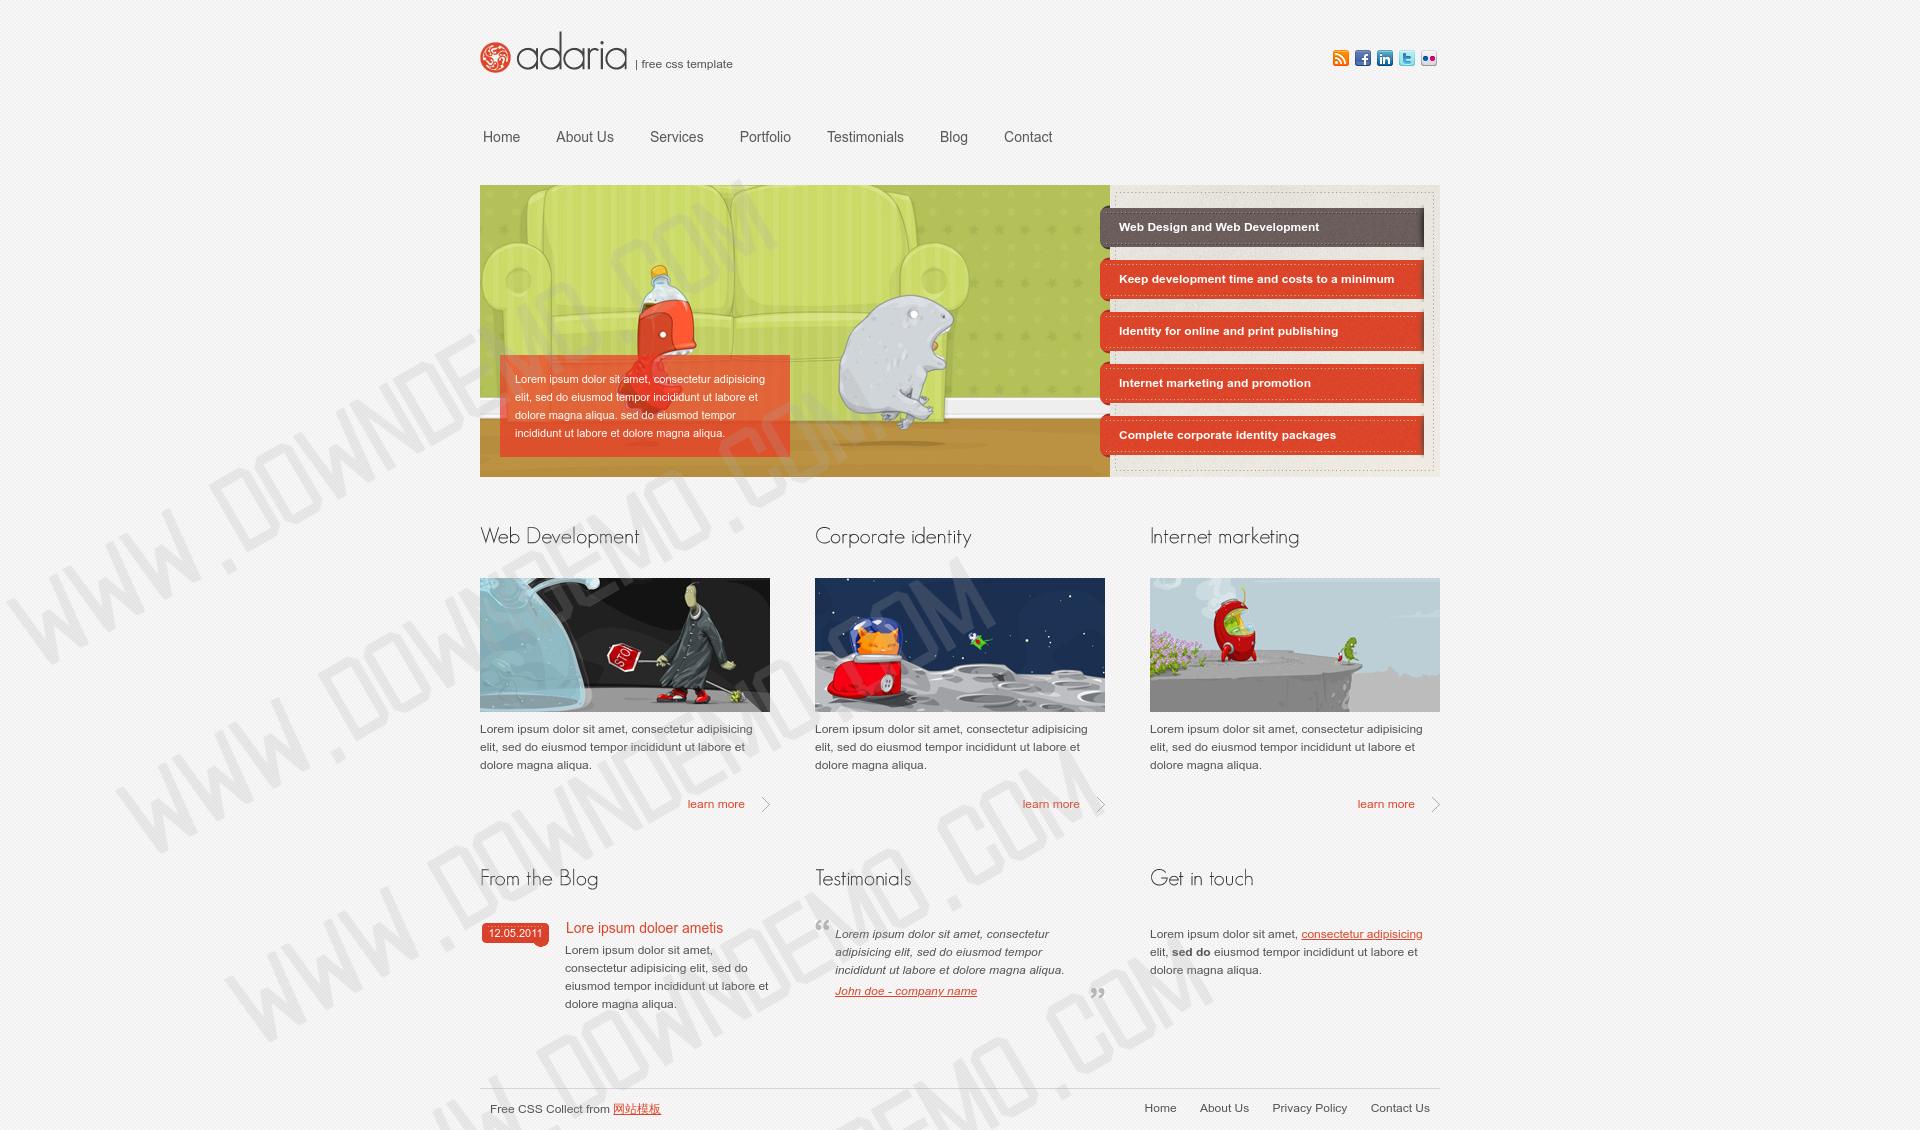 adaria | free css template
Home About Us Services Portfolio Testimonials Blog Contact
Lorem ipsum dolor sit amet, consectetur adipisicing
elit, sed do eiusmod tempor incididunt ut labore et
dolore magna aliqua. sed do eiusmod tempor
incididunt ut labore et dolore magna aliqua.
Web Design and Web Development
Keep development time and costs to a minimum
Identity for online and print publishing
Internet marketing and promotion
Complete corporate identity packages
Web Development
STOP
Lorem ipsum dolor sit amet, consectetur adipisicing
elit, sed do eiusmod tempor incididunt ut labore et
dolore magna aliqua.
learn more
Corporate identity
Lorem ipsum dolor sit amet, consectetur adipisicing
elit, sed do eiusmod tempor incididunt ut labore et
dolore magna aliqua.
learn more
Internet marketing
Lorem ipsum dolor sit amet, consectetur adipisicing
elit, sed do eiusmod tempor incididunt ut labore et
dolore magna aliqua.
learn more
From the Blog
12.05.2011
Lore ipsum doloer ametis
Lorem ipsum dolor sit amet,
consectetur adipisicing elit, sed do
eiusmod tempor incididunt ut labore et
dolore magna aliqua.
Testimonials
“
Lorem ipsum dolor sit amet, consectetur
adipisicing elit, sed do eiusmod tempor
incididunt ut labore et dolore magna aliqua.
John doe - company name
”
Get in touch
Lorem ipsum dolor sit amet, consectetur adipisicing
elit, sed do eiusmod tempor incididunt ut labore et
dolore magna aliqua.
Free CSS Collect from 网站模板
Home About Us Privacy Policy Contact Us
WWW.DOWNDEMO.COM
WWW.DOWNDEMO.COM
WWW.DOWNDEMO.COM
W.DOWNDEMO.COM
DEMO.COM